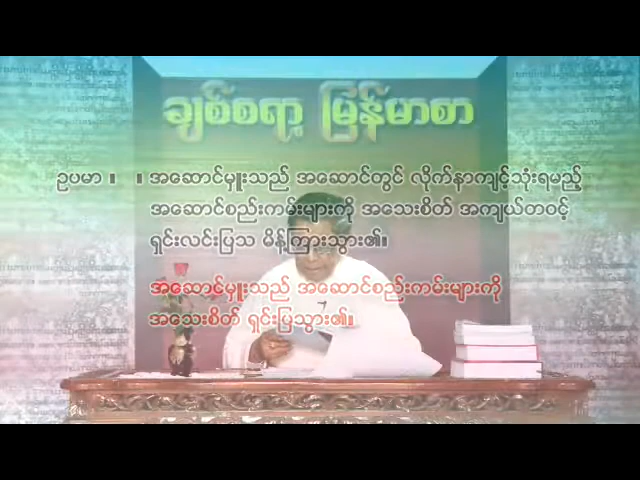 ချစ်စရာ့ မြန်မာစာ
ဥပမာ ။ ။ အဆောင်မှူးသည် အဆောင်တွင် လိုက်နာကျင့်သုံးရမည့်
အဆောင်စည်းကမ်းများကို အသေးစိတ် အကျယ်တဝင့်
ရှင်းလင်းပြသ မိန့်ကြားသွား၏။
အဆောင်မှူးသည် အဆောင်စည်းကမ်းများကို
အသေးစိတ် ရှင်းပြသွား၏။